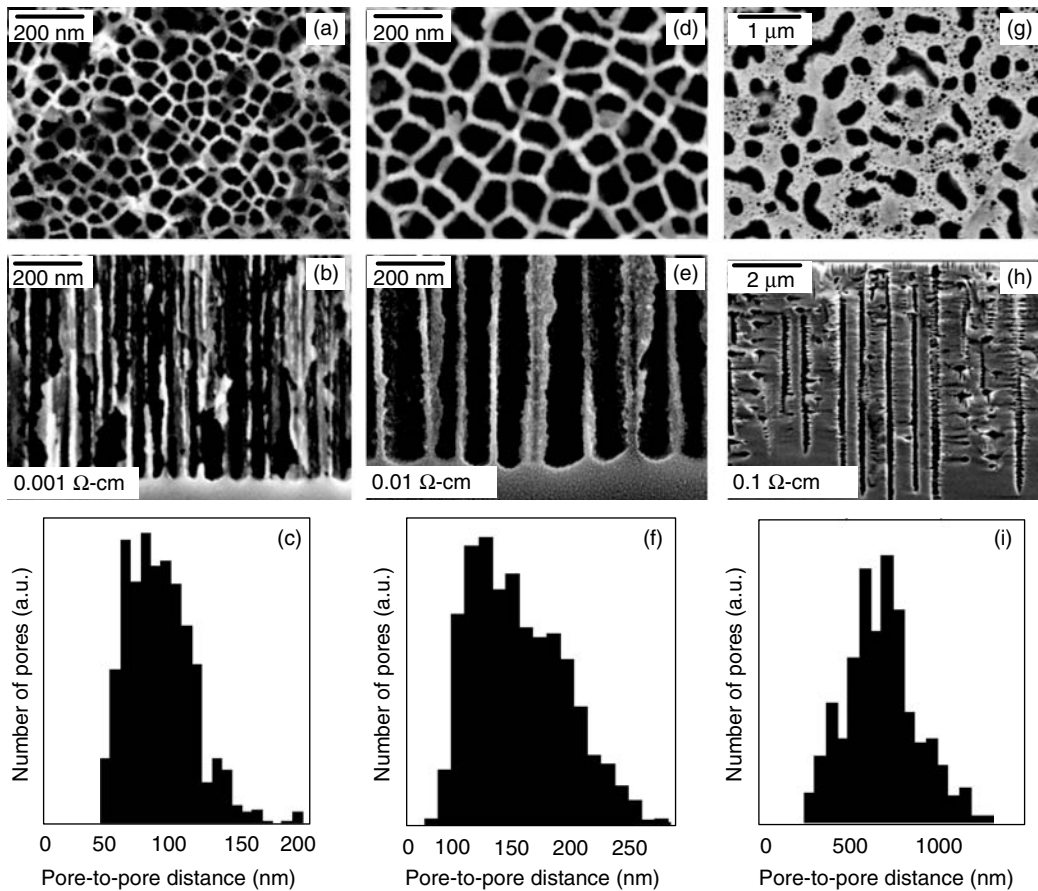 200 nm
(a)
200 nm
(d)
1 μm
(g)
200 nm
(b)
200 nm
(e)
2 μm
(h)
0.001 Ω-cm
0.01 Ω-cm
0.1 Ω-cm
(c)
Number of pores (a.u.)
0 50 100 150 200
Pore-to-pore distance (nm)
(f)
Number of pores (a.u.)
0 100 150 200 250
Pore-to-pore distance (nm)
(i)
Number of pores (a.u.)
0 500 1000
Pore-to-pore distance (nm)